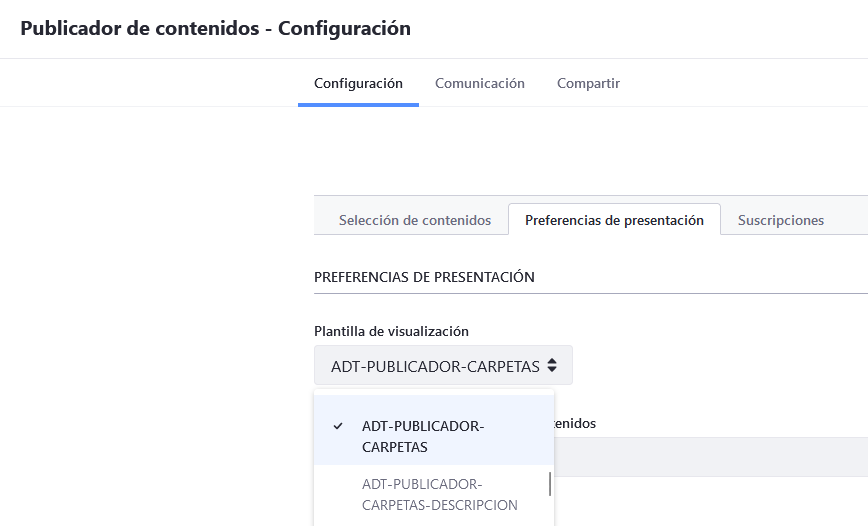 Publicador de contenidos - Configuración
Configuración Comunicación Compartir
Selección de contenidos Preferencias de presentación Suscripciones
PREFERENCIAS DE PRESENTACIÓN
Plantilla de visualización
ADT-PUBLICADOR-CARPETAS
ADT-PUBLICADOR-
CARPETAS
ADT-PUBLICADOR-
CARPETAS-DESCRIPCION